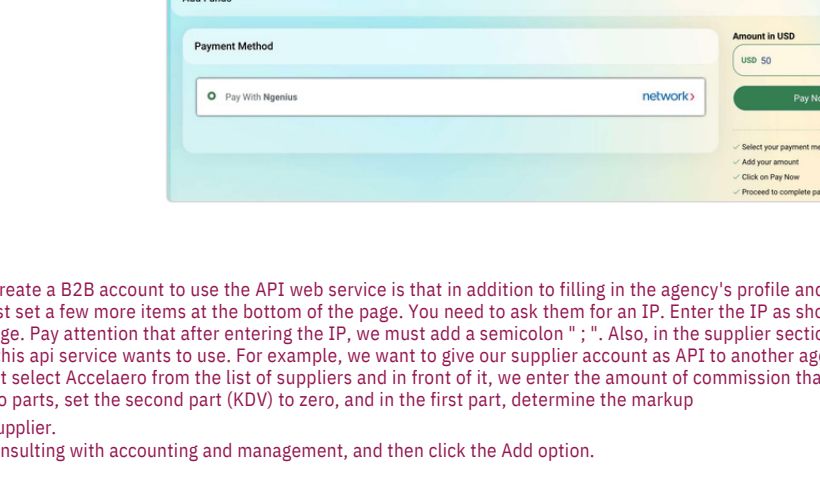 Add Funds
Payment Method
Pay With Ngenius
network>
Amount in USD
USD 50
Pay
Select your payment
Add your amount
Click on Pay Now
Proceed to complete
reate a B2B account to use the API web service is that in addition to filling in the agency's profile and
st set a few more items at the bottom of the page. You need to ask them for an IP. Enter the IP as
ge. Pay attention that after entering the IP, we must add a semicolon " ; ". Also, in the supplier
this api service wants to use. For example, we want to give our supplier account as API to another
t select Accelaero from the list of suppliers and in front of it, we enter the amount of commission
o parts, set the second part (KDV) to zero, and in the first part, determine the markup
upplier.
nsulting with accounting and management, and then click the Add option.